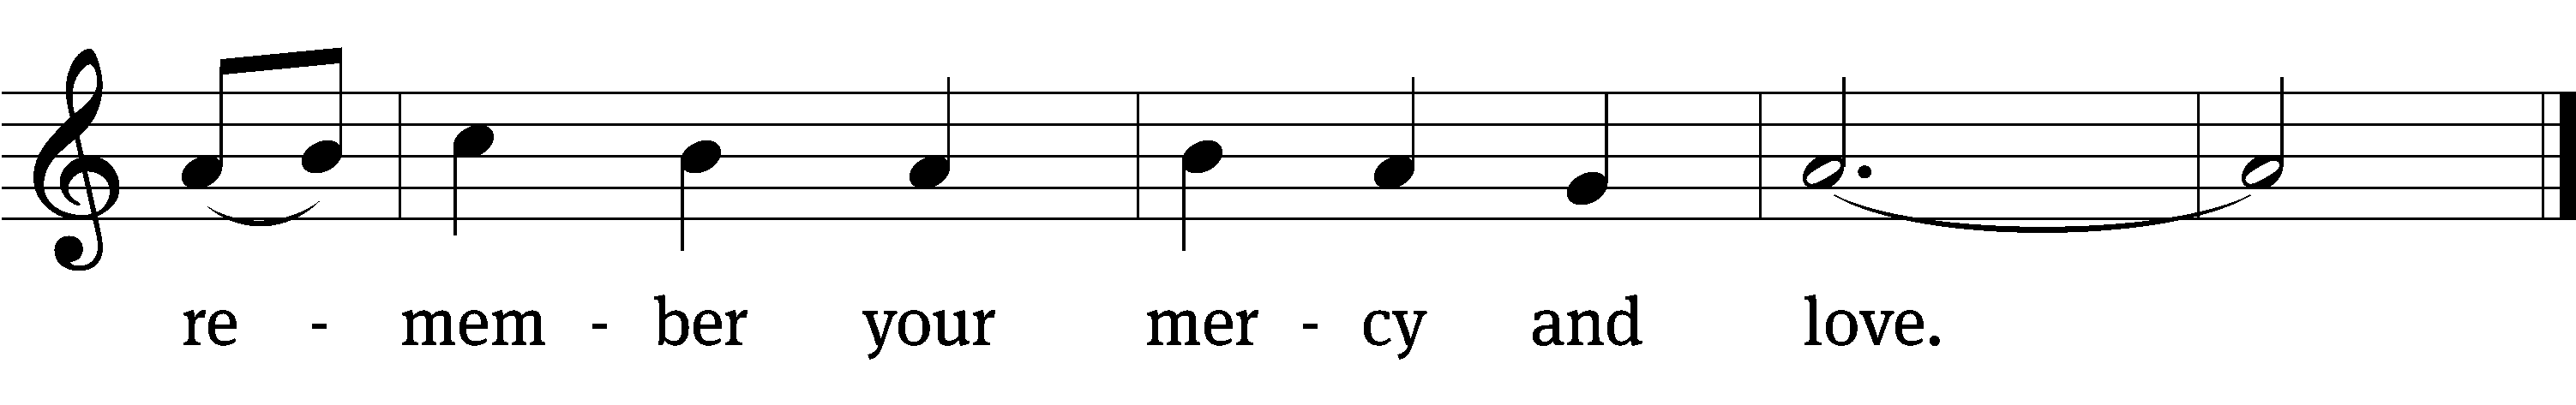 re - mem - ber your mer - cy and love.